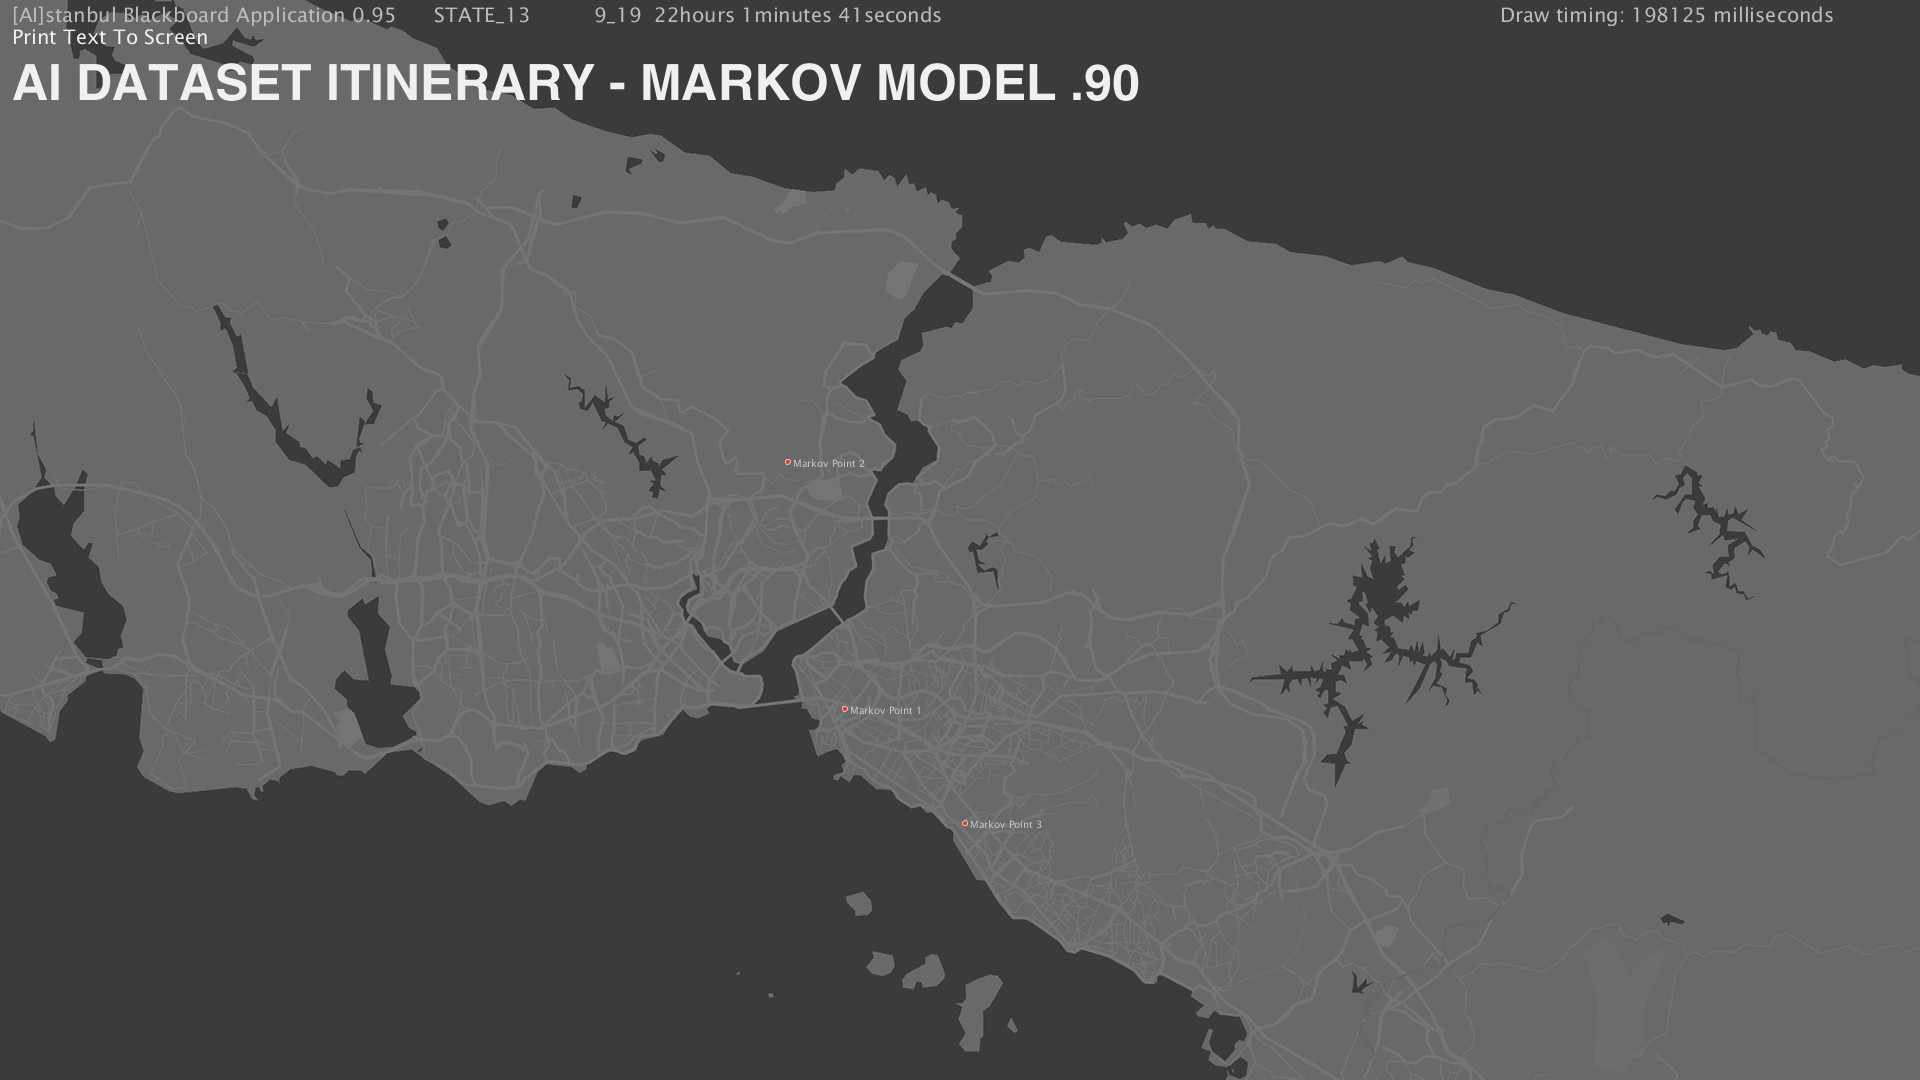 [AI]stanbul Blackboard Application 0.95 STATE_13 9_19 22hours 1minutes 41seconds Draw timing: 198125 milliseconds
Print Text To Screen
AI DATASET ITINERARY - MARKOV MODEL .90
Markov Point 2
Markov Point 1
Markov Point 3